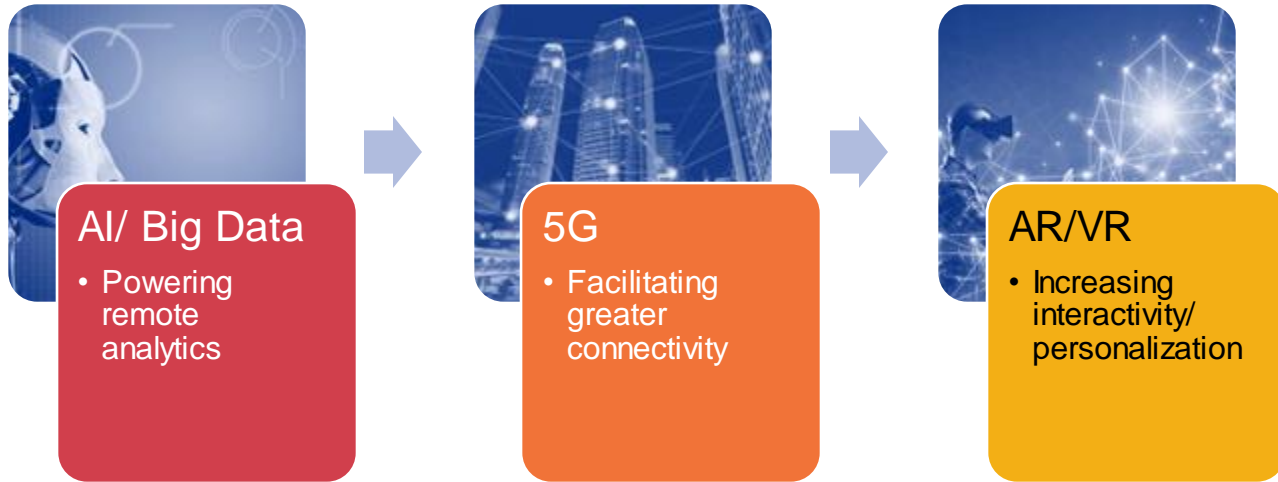 AI/ Big Data
• Powering
remote
analytics
5G
• Facilitating
greater
connectivity
AR/VR
• Increasing
interactivity/
personalization